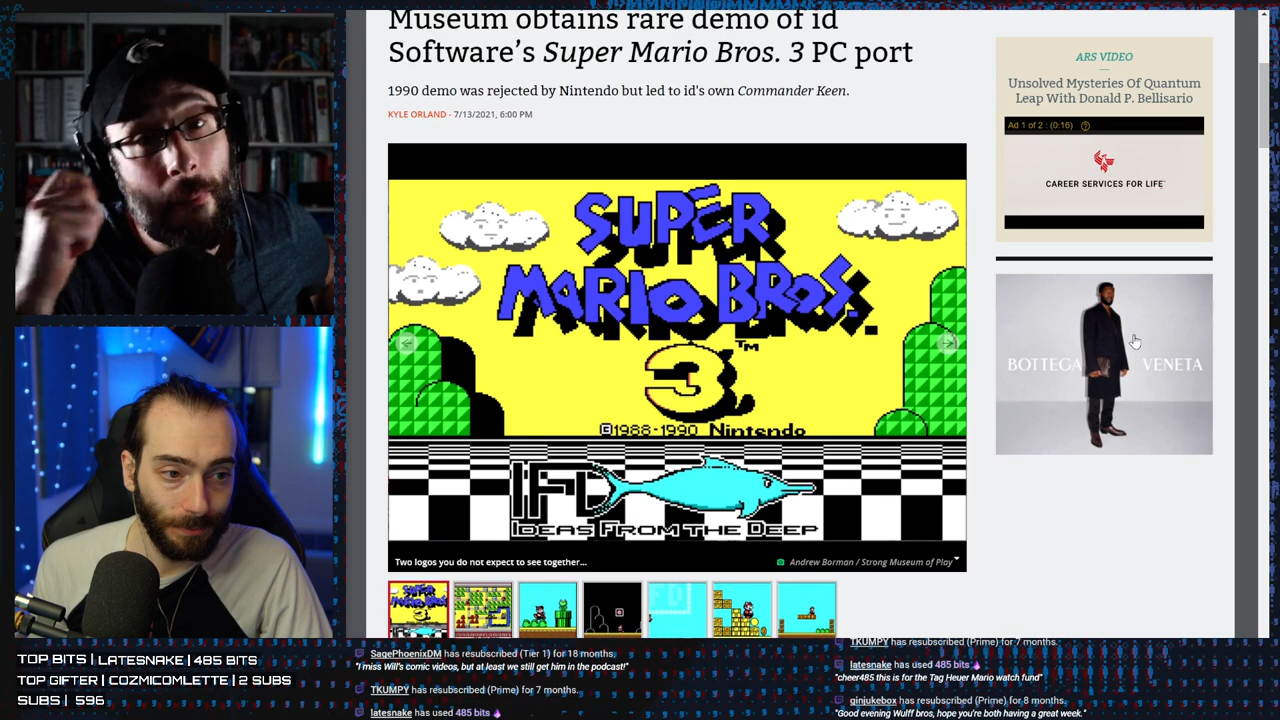 Museum obtains rare demo of id
Software’s Super Mario Bros. 3 PC port
1990 demo was rejected by Nintendo but led to id's own Commander Keen.
KYLE ORLAND - 7/13/2021, 6:00 PM
SUPER
MARIO BROS.
3™
©1988-1990 Nintendo
IFD
IDEAS FROM THE DEEP
Two logos you do not expect to see together...
Andrew Borman / Strong Museum of Play
ARS VIDEO
Unsolved Mysteries Of Quantum
Leap With Donald P. Bellisario
Ad 1 of 2 : (0:16)
CAREER SERVICES FOR LIFE™
BOTTEGA VENETA
TOP BITS | LATESNAKE | 485 BITS
TOP GIFTER | COZMICOMLETTE | 2 SUBS
SUBS | 596
SagePhoenixDM has resubscribed (Tier 1) for 18 months.
"I miss Will's comic videos, but at least we still get him in the podcast!"
TKUMPY has resubscribed (Prime) for 7 months.
latesnake has used 485 bits
TKUMPY has resubscribed (Prime) for 7 months.
latesnake has used 485 bits
"cheer485 this is for the Tag Heuer Mario watch fund"
ginjukebox has resubscribed (Prime) for 8 months.
"Good evening Wulff bros, hope you're both having a great week."